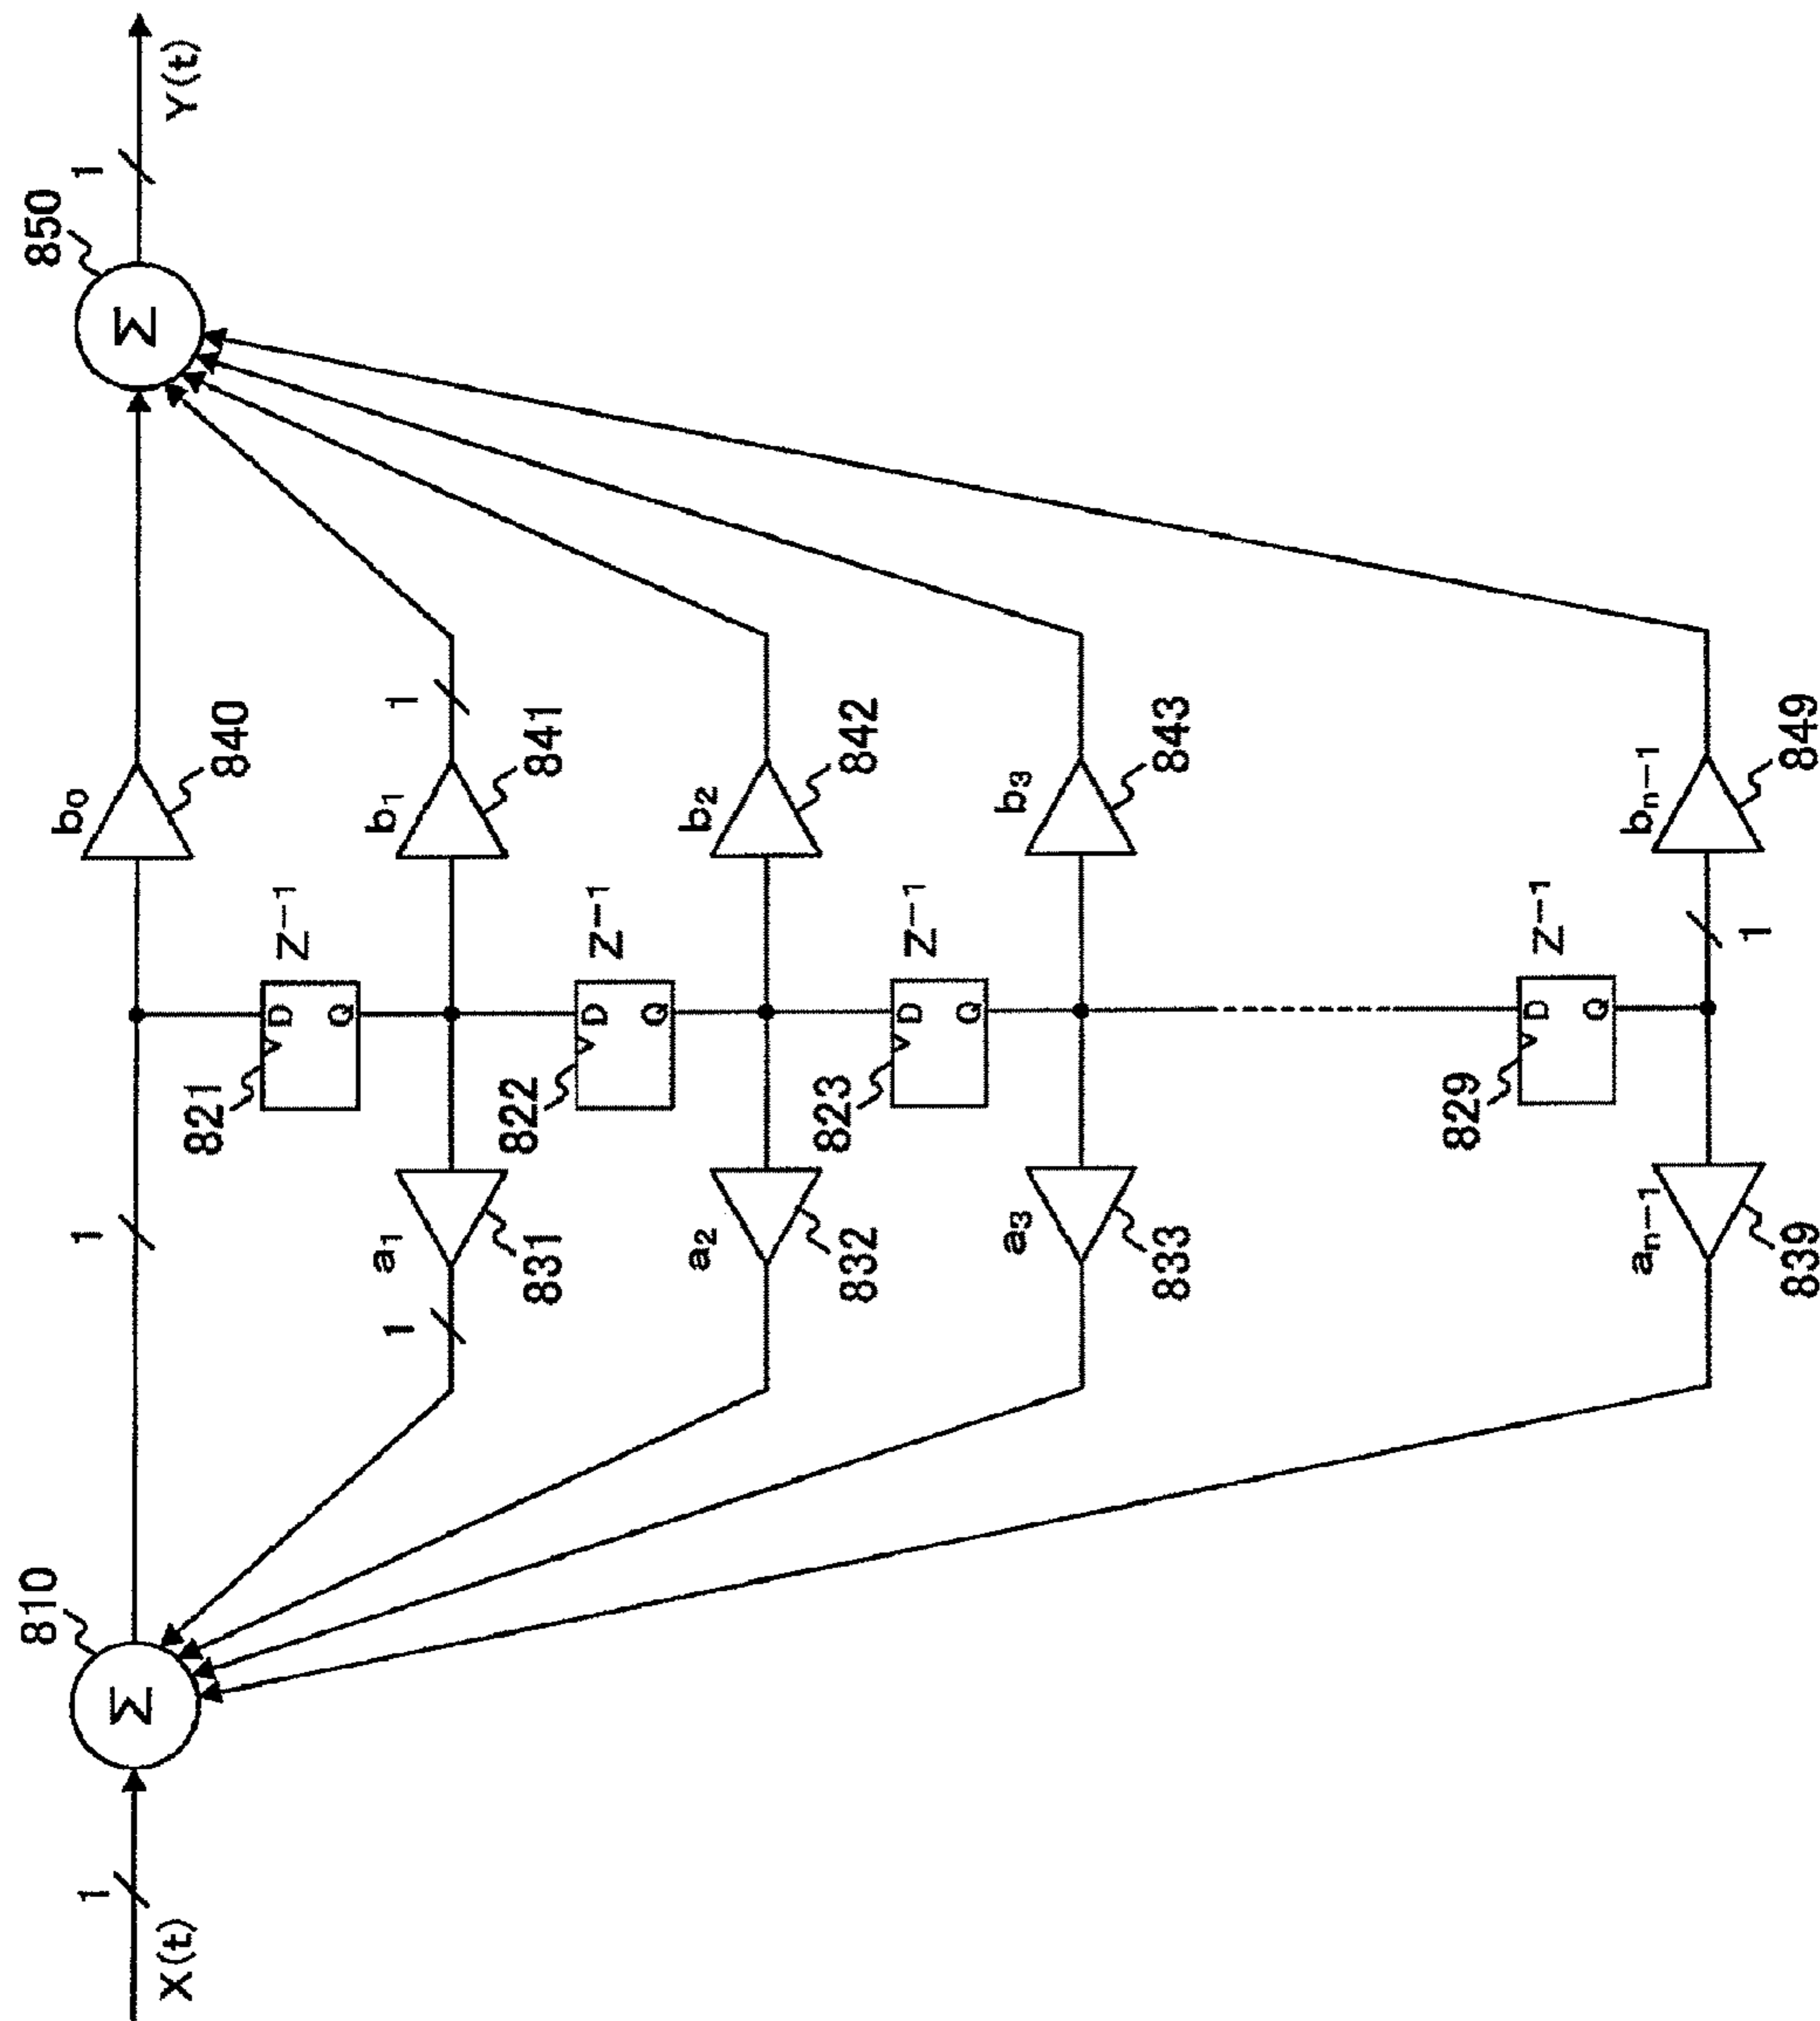 X(t)
1
810
Σ
1
b₀
840
850
Σ
1
Y(t)
821
D
Q
Z⁻¹
a₁
831
1
b₁
841
1
822
D
Q
Z⁻¹
a₂
832
b₂
842
823
D
Q
Z⁻¹
a₃
833
b₃
843
829
D
Q
Z⁻¹
aₙ₋₁
839
1
bₙ₋₁
849